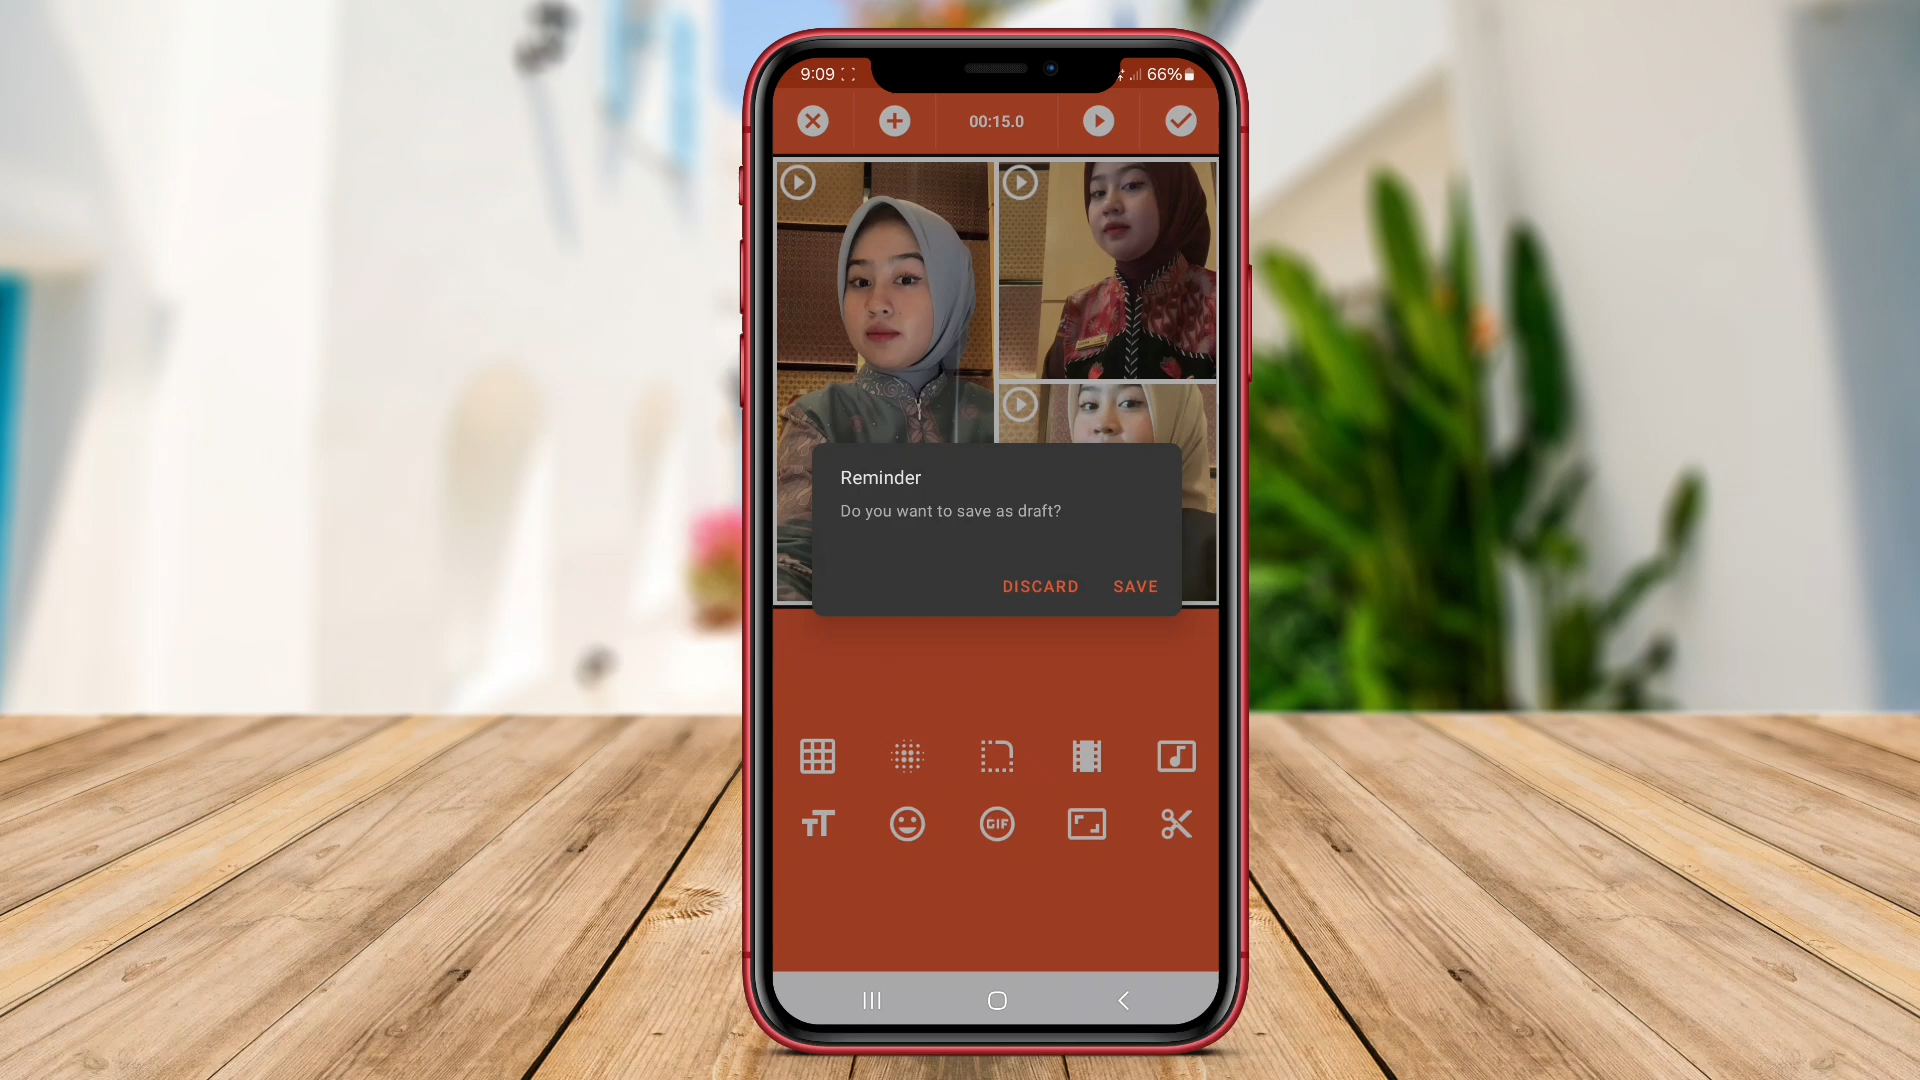 9:09
66%
00:15.0
Reminder
Do you want to save as draft?
DISCARD
SAVE
GIF